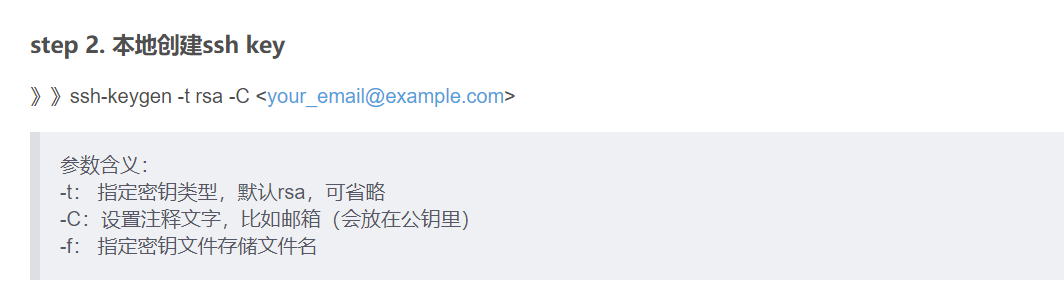 step 2. 本地创建ssh key
》》ssh-keygen -t rsa -C <your_email@example.com>
参数含义：
-t： 指定密钥类型，默认rsa，可省略
-C：设置注释文字，比如邮箱（会放在公钥里）
-f： 指定密钥文件存储文件名